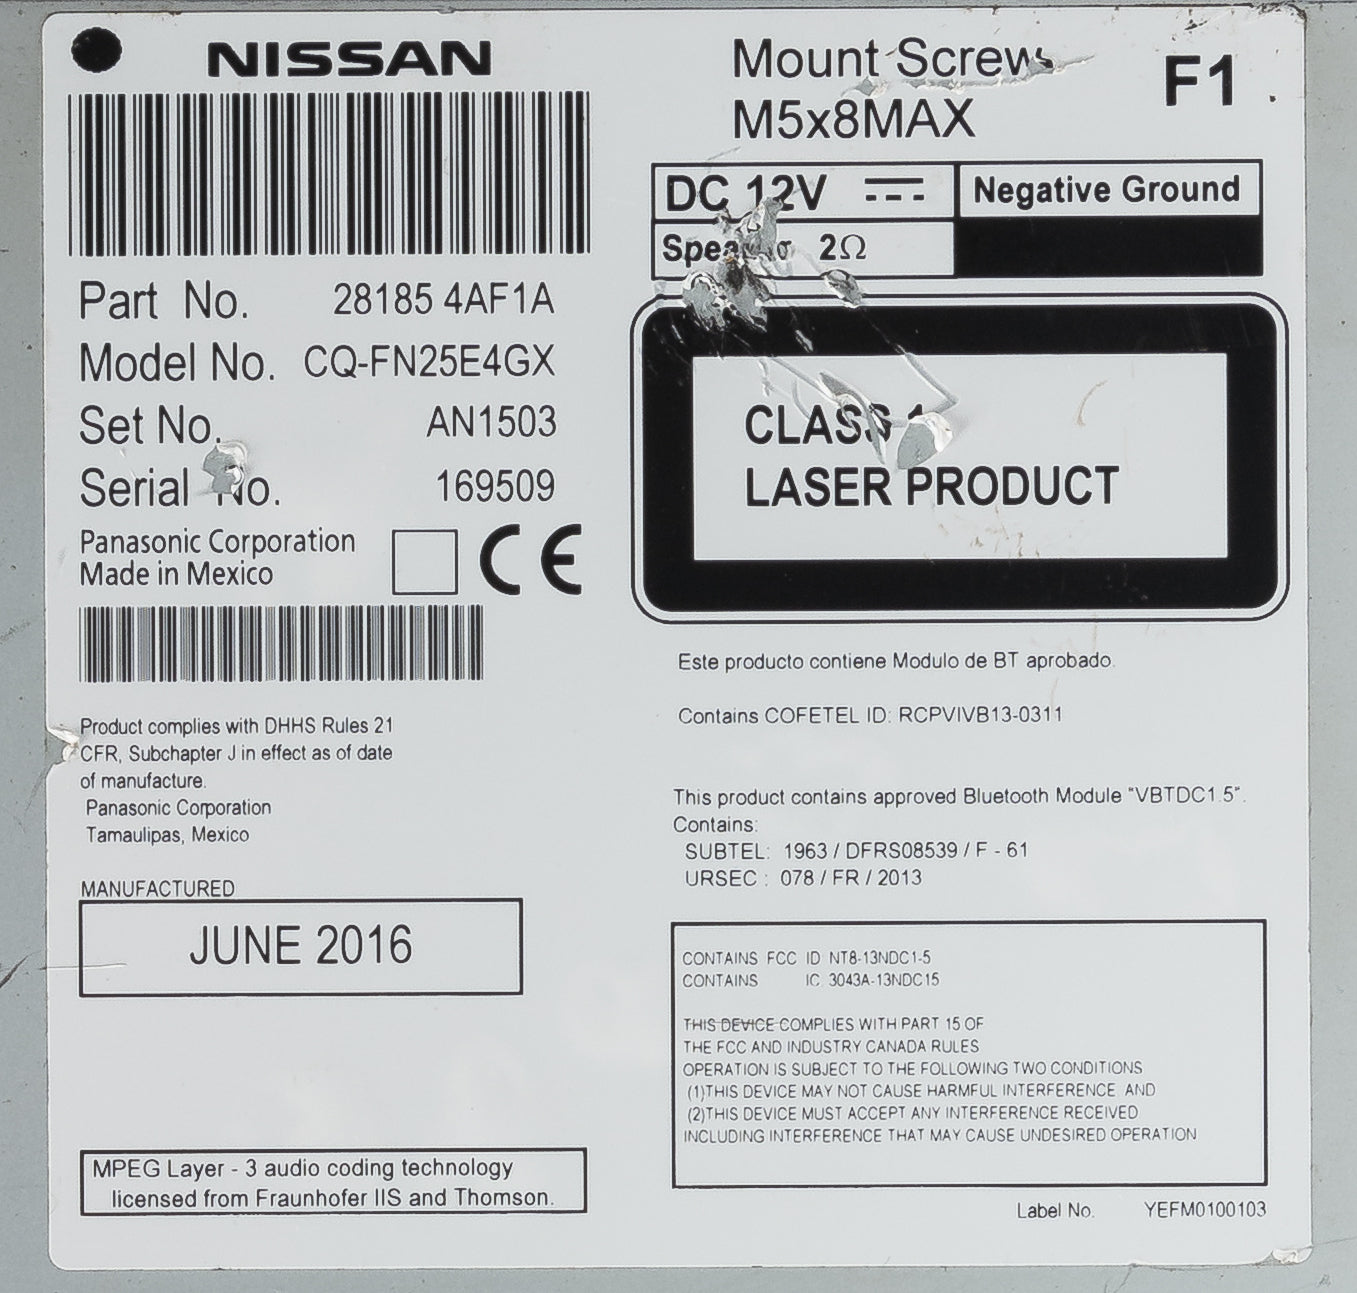 NISSAN
Mount Screws
M5x8MAX
F1
DC 12V
Negative Ground
Speaker 2Ω
Part No. 28185 4AF1A
Model No. CQ-FN25E4GX
Set No. AN1503
Serial No. 169509
Panasonic Corporation
Made in Mexico
CE
CLASS 1
LASER PRODUCT
Product complies with DHHS Rules 21
CFR, Subchapter J in effect as of date
of manufacture.
Panasonic Corporation
Tamaulipas, Mexico
MANUFACTURED
JUNE 2016
MPEG Layer - 3 audio coding technology
licensed from Fraunhofer IIS and Thomson.
Este producto contiene Modulo de BT aprobado.
Contains COFETEL ID: RCPVIVB13-0311
This product contains approved Bluetooth Module "VBTDC1.5".
Contains:
SUBTEL: 1963 / DFRS08539 / F - 61
URSEC : 078 / FR / 2013
CONTAINS FCC ID NT8-13NDC1-5
CONTAINS IC 3043A-13NDC15
THIS DEVICE COMPLIES WITH PART 15 OF
THE FCC AND INDUSTRY CANADA RULES
OPERATION IS SUBJECT TO THE FOLLOWING TWO CONDITIONS
(1)THIS DEVICE MAY NOT CAUSE HARMFUL INTERFERENCE AND
(2)THIS DEVICE MUST ACCEPT ANY INTERFERENCE RECEIVED
INCLUDING INTERFERENCE THAT MAY CAUSE UNDESIRED OPERATION
Label No. YEFM0100103